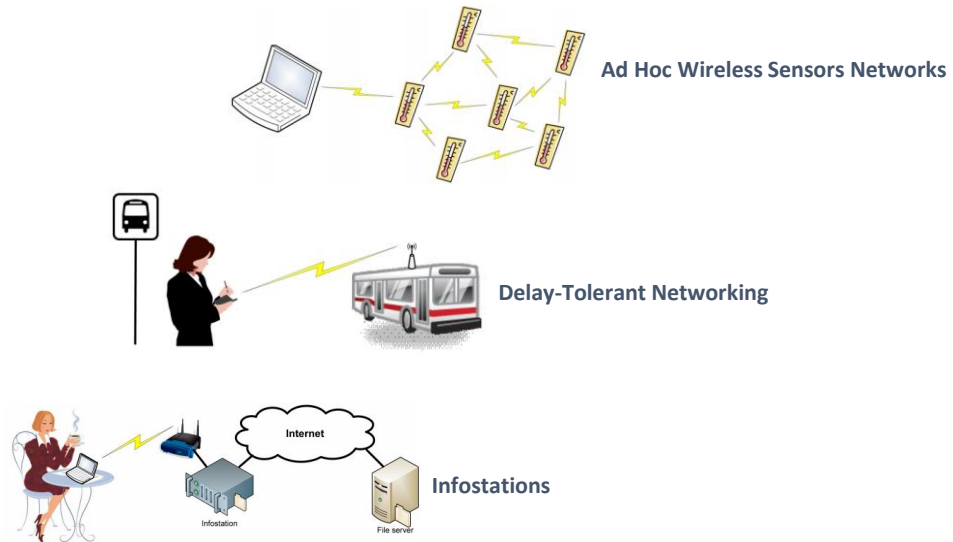 Ad Hoc Wireless Sensors Networks
Delay-Tolerant Networking
Internet
Infostations
Infostation
File server